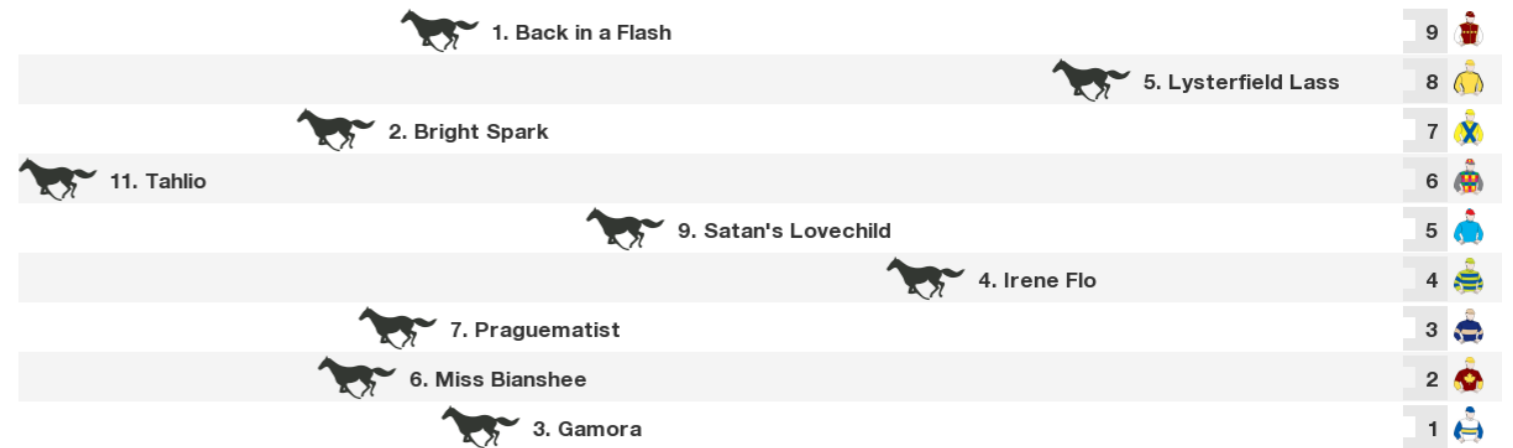 1. Back in a Flash 9
5. Lysterfield Lass 8
2. Bright Spark 7
11. Tahlio 6
9. Satan's Lovechild 5
4. Irene Flo 4
7. Praguematist 3
6. Miss Bianshee 2
3. Gamora 1